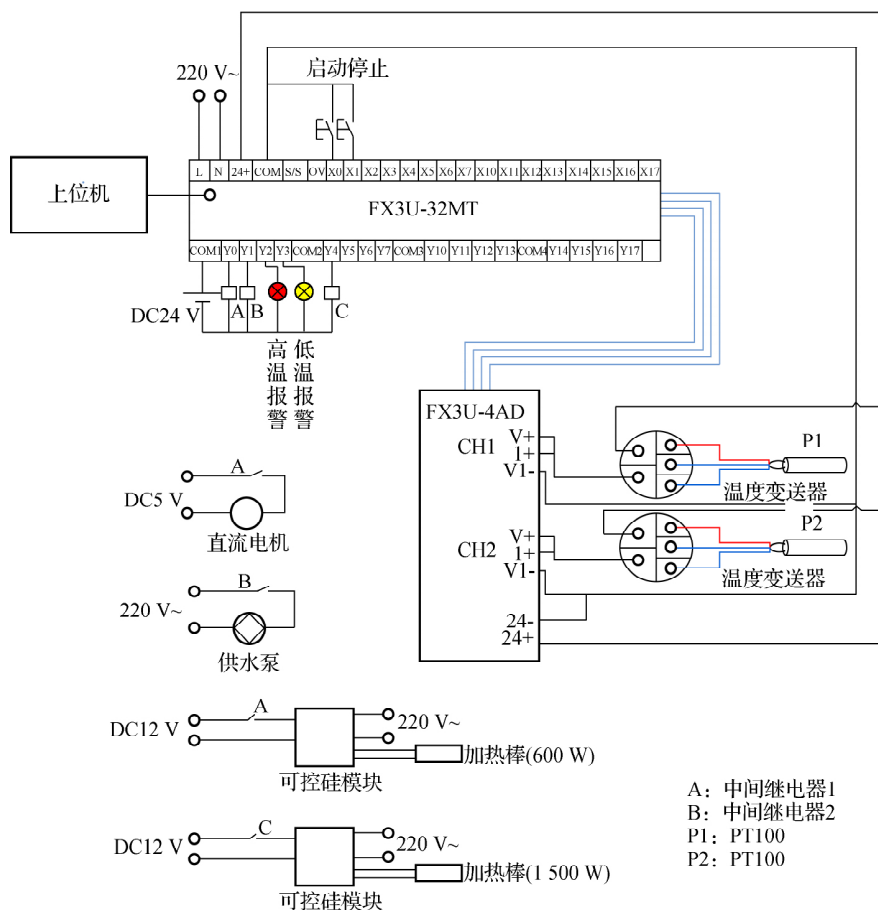 220 V~
启动停止
L N 24+ COM S/S OV X0 X1 X2 X3 X4 X5 X6 X7 X10 X11 X12 X13 X14 X15 X16 X17
上位机
FX3U-32MT
COM1 Y0 Y1 Y2 Y3 COM2 Y4 Y5 Y6 Y7 COM3 Y10 Y11 Y12 Y13 COM4 Y14 Y15 Y16 Y17
A B C
DC24 V
高温报警
低温报警
FX3U-4AD
CH1
V+
1+
V1-
P1
温度变送器
CH2
V+
1+
V1-
P2
温度变送器
24-
24+
A
DC5 V
直流电机
B
220 V~
供水泵
A
DC12 V
220 V~
加热棒(600 W)
可控硅模块
C
DC12 V
220 V~
加热棒(1 500 W)
可控硅模块
A：中间继电器1
B：中间继电器2
P1：PT100
P2：PT100